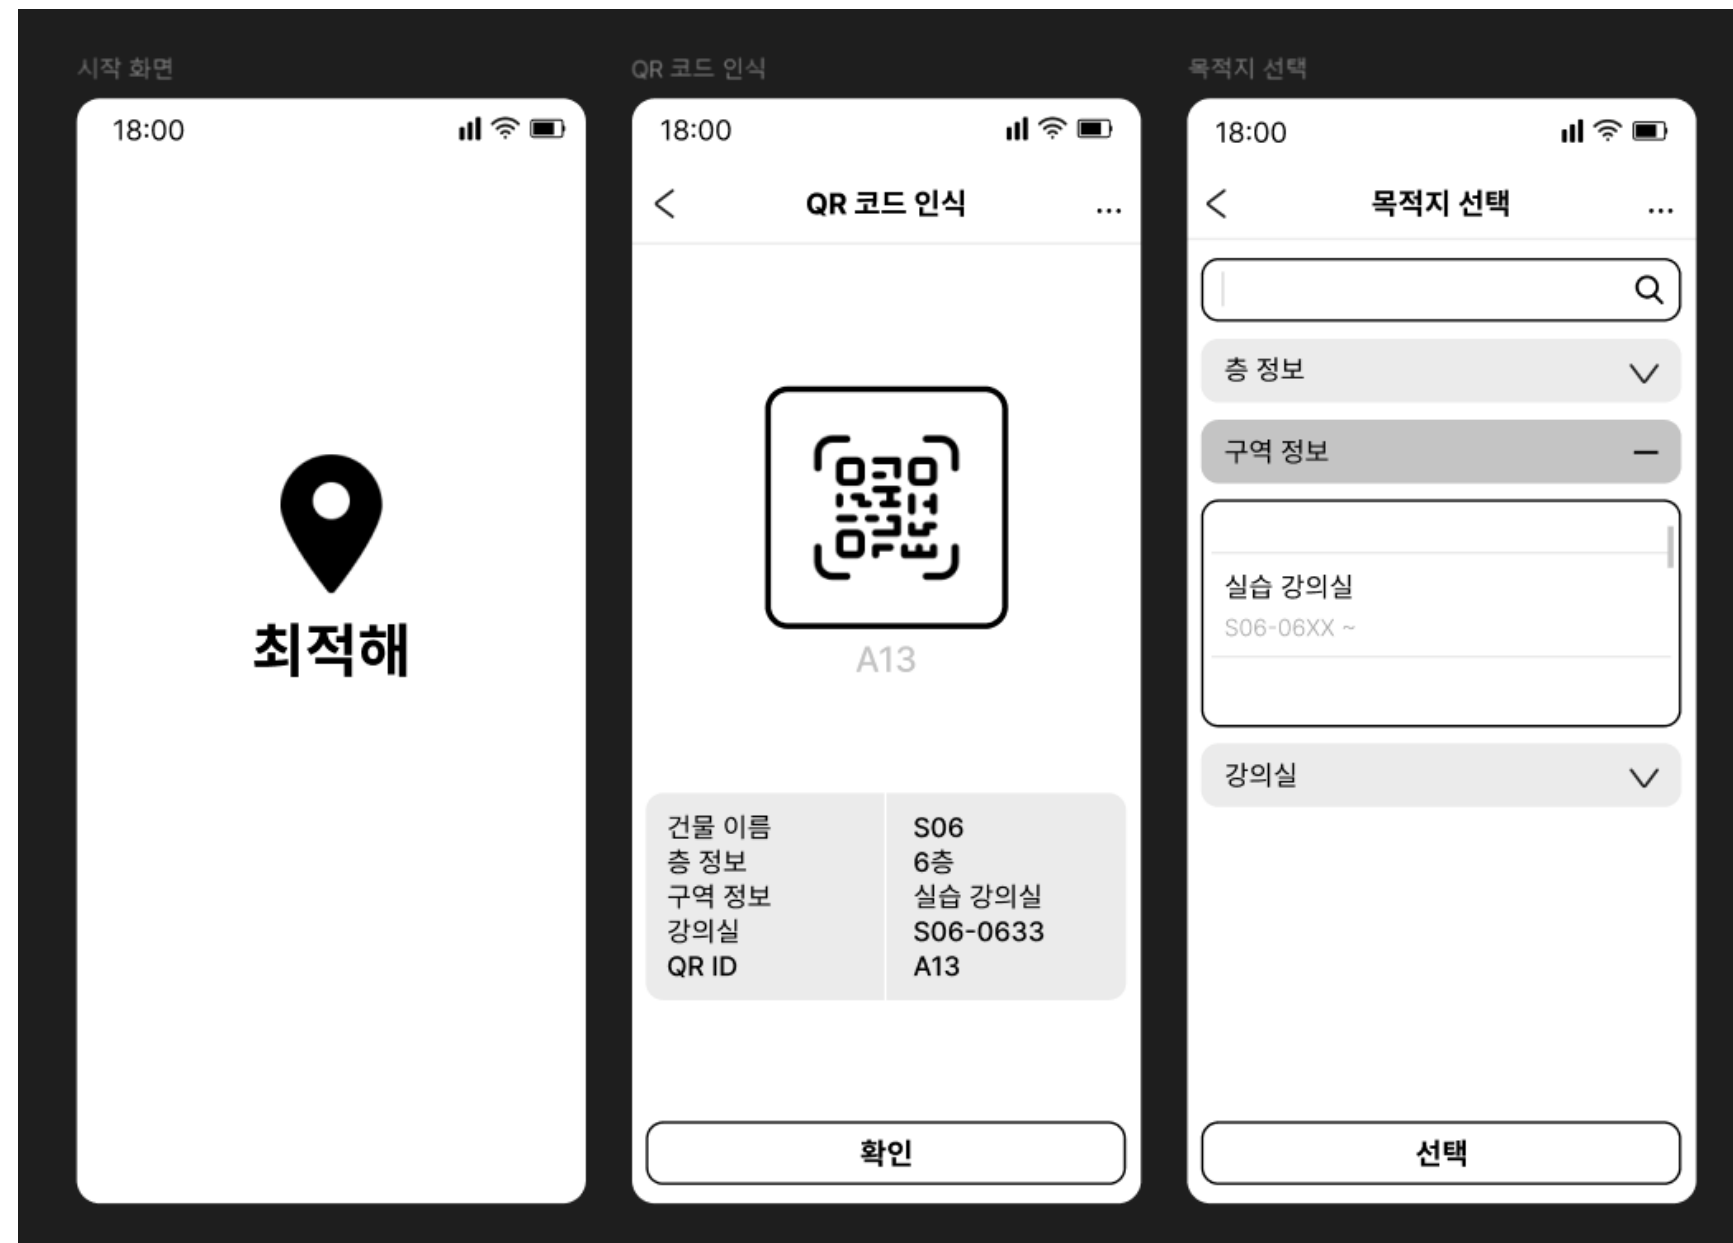 시작 화면
18:00
최적해
QR 코드 인식
18:00
QR 코드 인식
...
A13
건물 이름 S06
층 정보 6층
구역 정보 실습 강의실
강의실 S06-0633
QR ID A13
확인
목적지 선택
18:00
목적지 선택
...
층 정보
구역 정보
실습 강의실
S06-06XX ~
강의실
선택